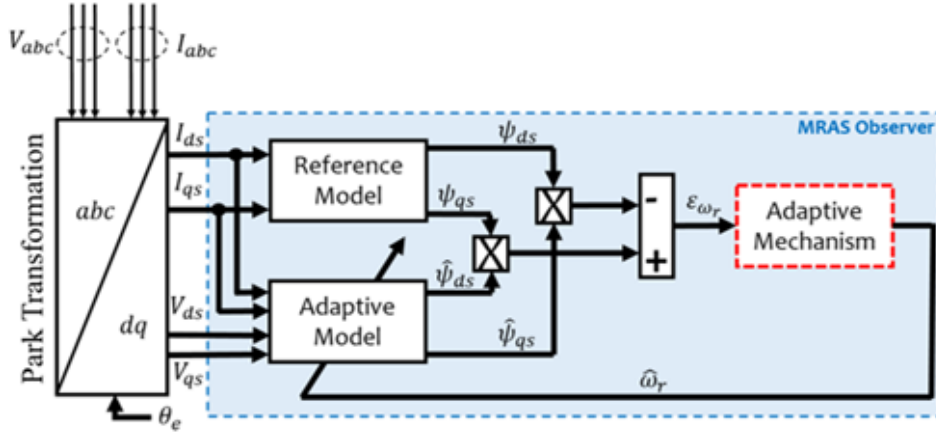 V_abc
I_abc
Park Transformation
abc
dq
θ_e
I_ds
I_qs
V_ds
V_qs
MRAS Observer
Reference
Model
Adaptive
Model
ψ_ds
ψ_qs
ψ̂_ds
ψ̂_qs
-
+
ε_ω_r
Adaptive
Mechanism
ω̂_r